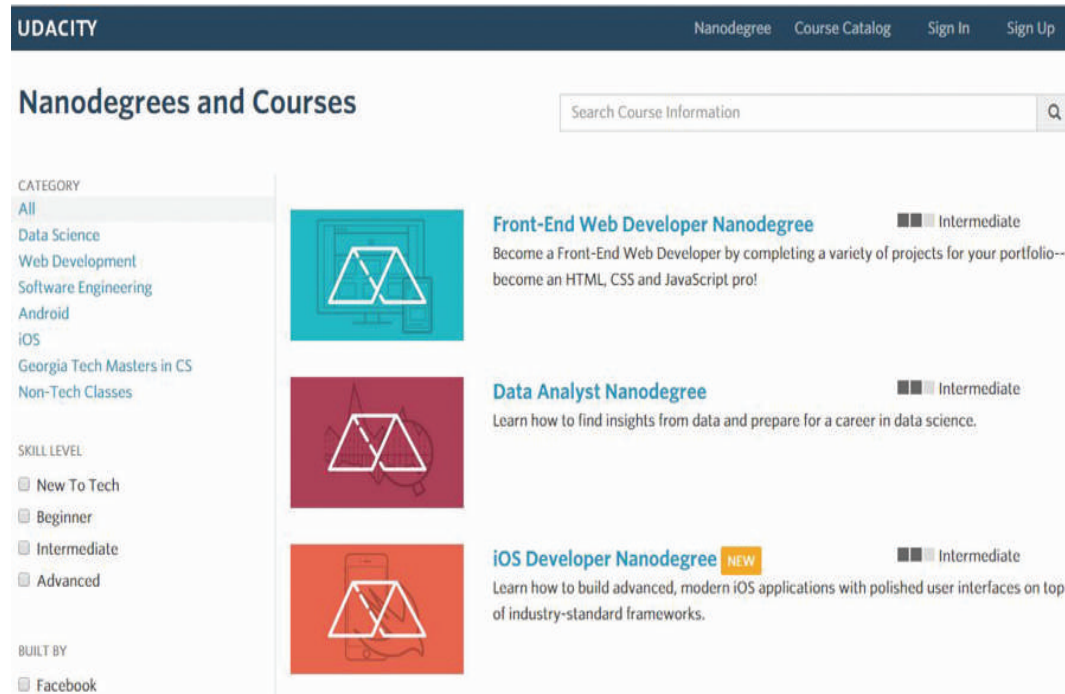 UDACITY
Nanodegree Course Catalog Sign In Sign Up
Nanodegrees and Courses
Search Course Information
CATEGORY
All
Data Science
Web Development
Software Engineering
Android
iOS
Georgia Tech Masters in CS
Non-Tech Classes
SKILL LEVEL
New To Tech
Beginner
Intermediate
Advanced
BUILT BY
Facebook
Front-End Web Developer Nanodegree
Intermediate
Become a Front-End Web Developer by completing a variety of projects for your portfolio--
become an HTML, CSS and JavaScript pro!
Data Analyst Nanodegree
Intermediate
Learn how to find insights from data and prepare for a career in data science.
iOS Developer Nanodegree NEW
Intermediate
Learn how to build advanced, modern iOS applications with polished user interfaces on top
of industry-standard frameworks.